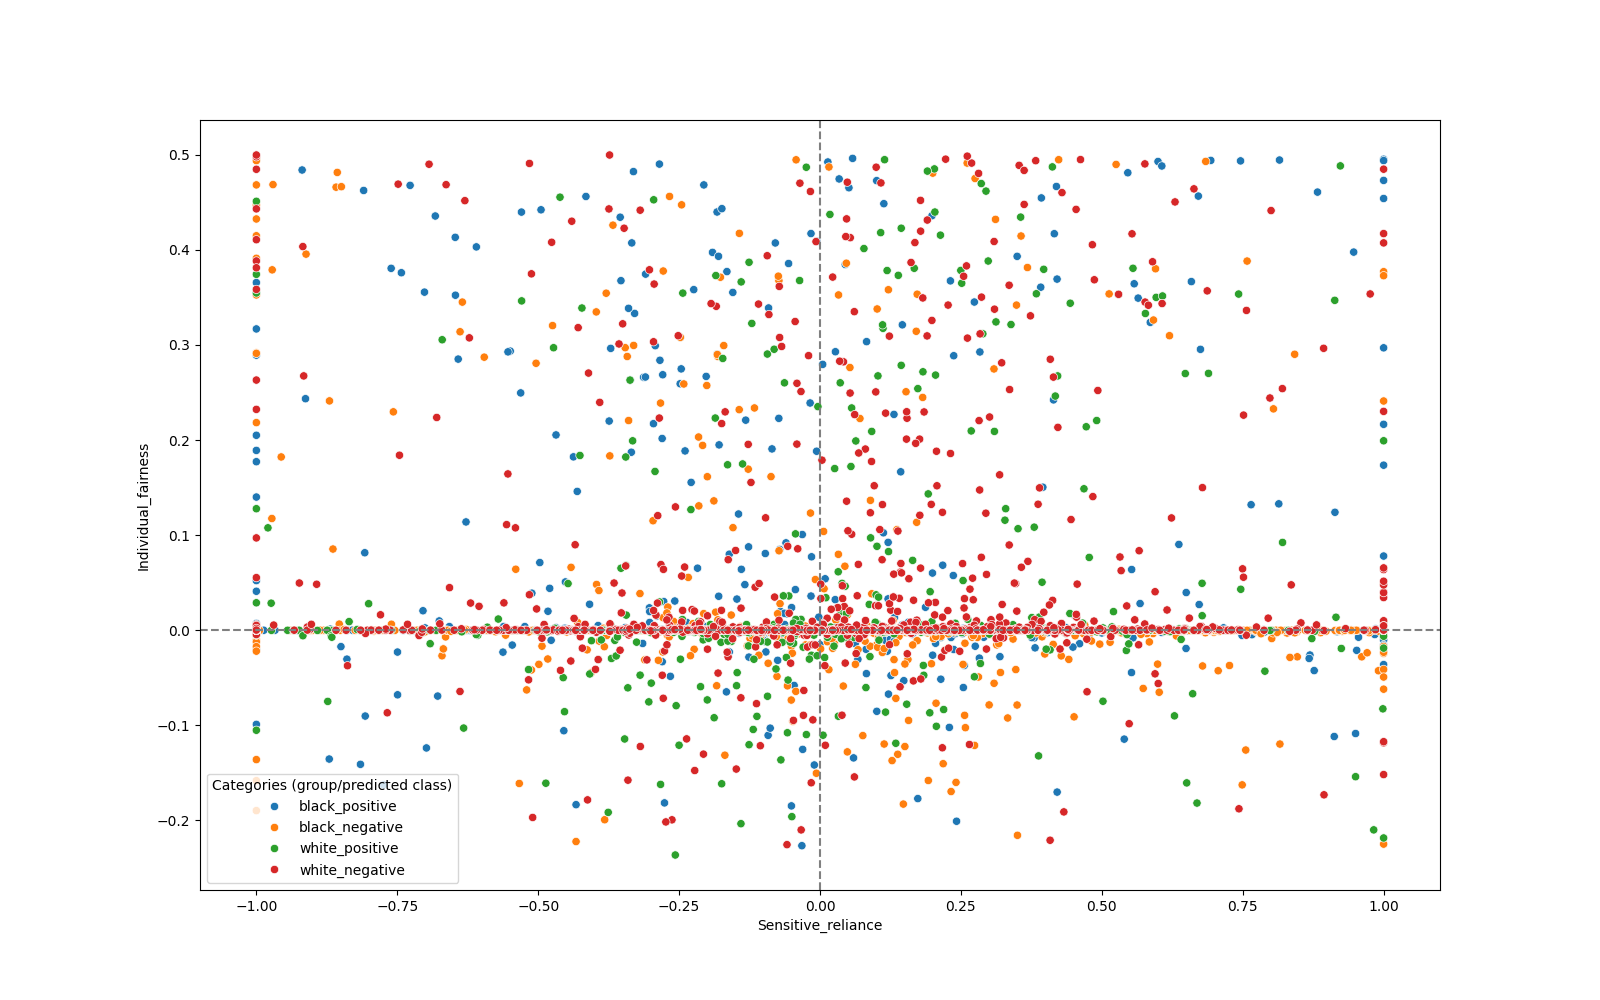 0.5
0.4
0.3
0.2
0.1
0.0
−0.1
−0.2
Individual_fairness
Categories (group/predicted class)
black_positive
black_negative
white_positive
white_negative
−1.00 −0.75 −0.50 −0.25 0.00 0.25 0.50 0.75 1.00
Sensitive_reliance